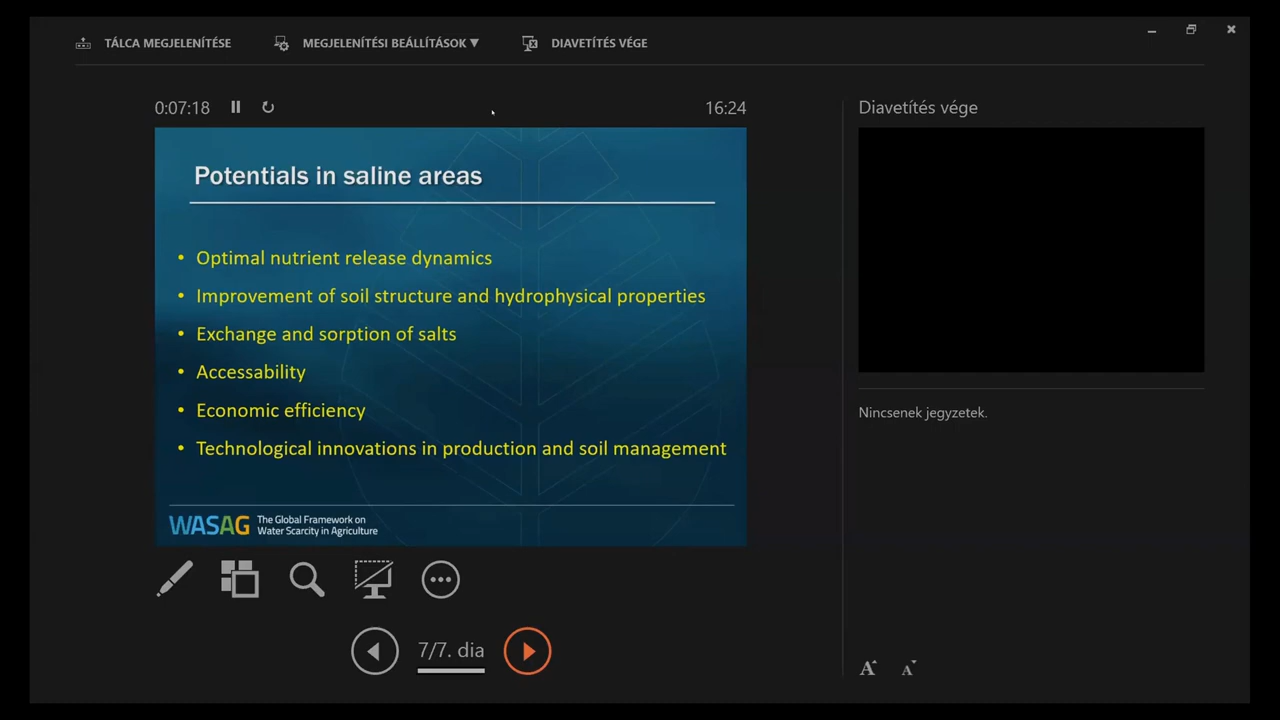 TÁLCA MEGJELENÍTÉSE
MEGJELENÍTÉSI BEÁLLÍTÁSOK ▼
DIAVETÍTÉS VÉGE
0:07:18
16:24
Potentials in saline areas
• Optimal nutrient release dynamics
• Improvement of soil structure and hydrophysical properties
• Exchange and sorption of salts
• Accessability
• Economic efficiency
• Technological innovations in production and soil management
WASAG
The Global Framework on
Water Scarcity in Agriculture
7/7. dia
Diavetítés vége
Nincsenek jegyzetek.
A A